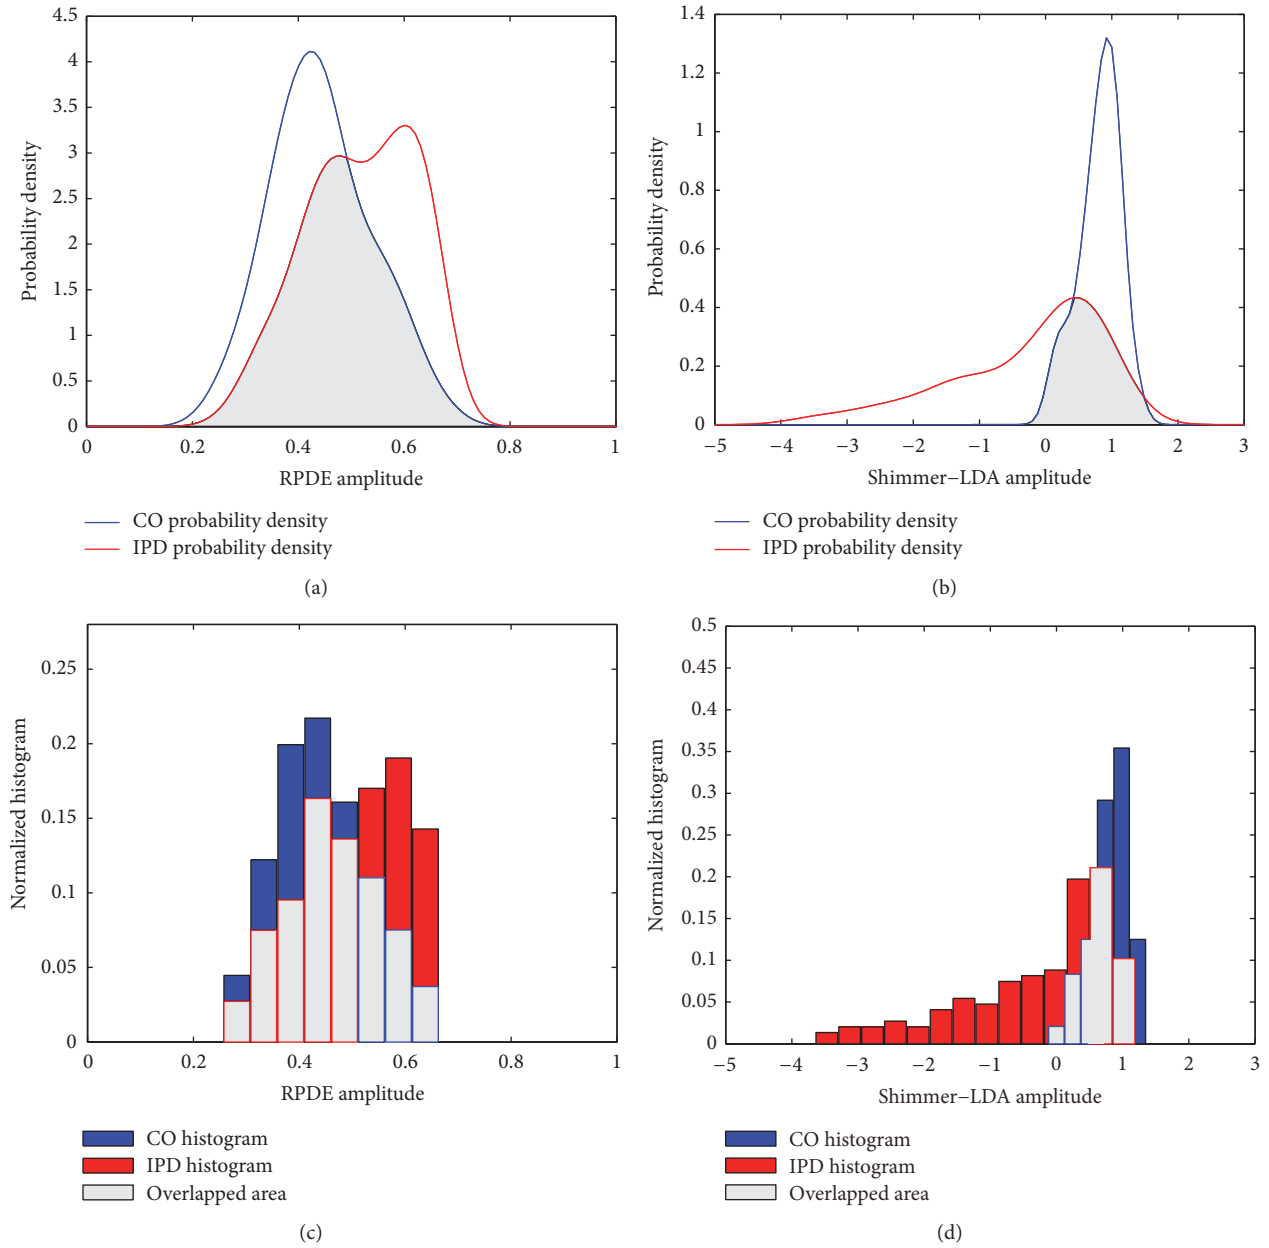 4.5
4
3.5
3
2.5
2
1.5
1
0.5
0
Probability density
0 0.2 0.4 0.6 0.8 1
RPDE amplitude
CO probability density
IPD probability density
(a)
1.4
1.2
1
0.8
0.6
0.4
0.2
0
Probability density
−5 −4 −3 −2 −1 0 1 2 3
Shimmer−LDA amplitude
CO probability density
IPD probability density
(b)
0.25
0.2
0.15
0.1
0.05
0
Normalized histogram
0 0.2 0.4 0.6 0.8 1
RPDE amplitude
CO histogram
IPD histogram
Overlapped area
(c)
0.5
0.45
0.4
0.35
0.3
0.25
0.2
0.15
0.1
0.05
0
Normalized histogram
−5 −4 −3 −2 −1 0 1 2 3
Shimmer−LDA amplitude
CO histogram
IPD histogram
Overlapped area
(d)